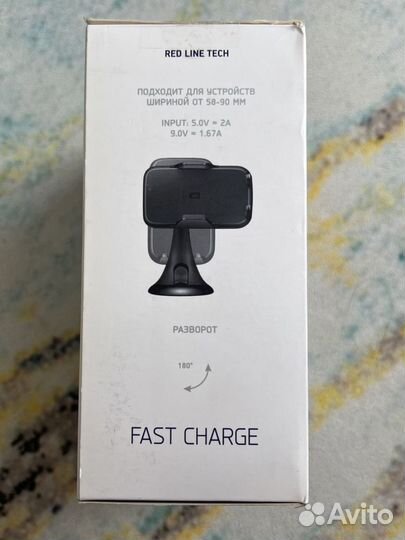 RED LINE TECH
ПОДХОДИТ ДЛЯ УСТРОЙСТВ
ШИРИНОЙ ОТ 58-90 ММ
INPUT: 5.0V = 2A
9.0V = 1.67A
РАЗВОРОТ
180°
FAST CHARGE
Avito